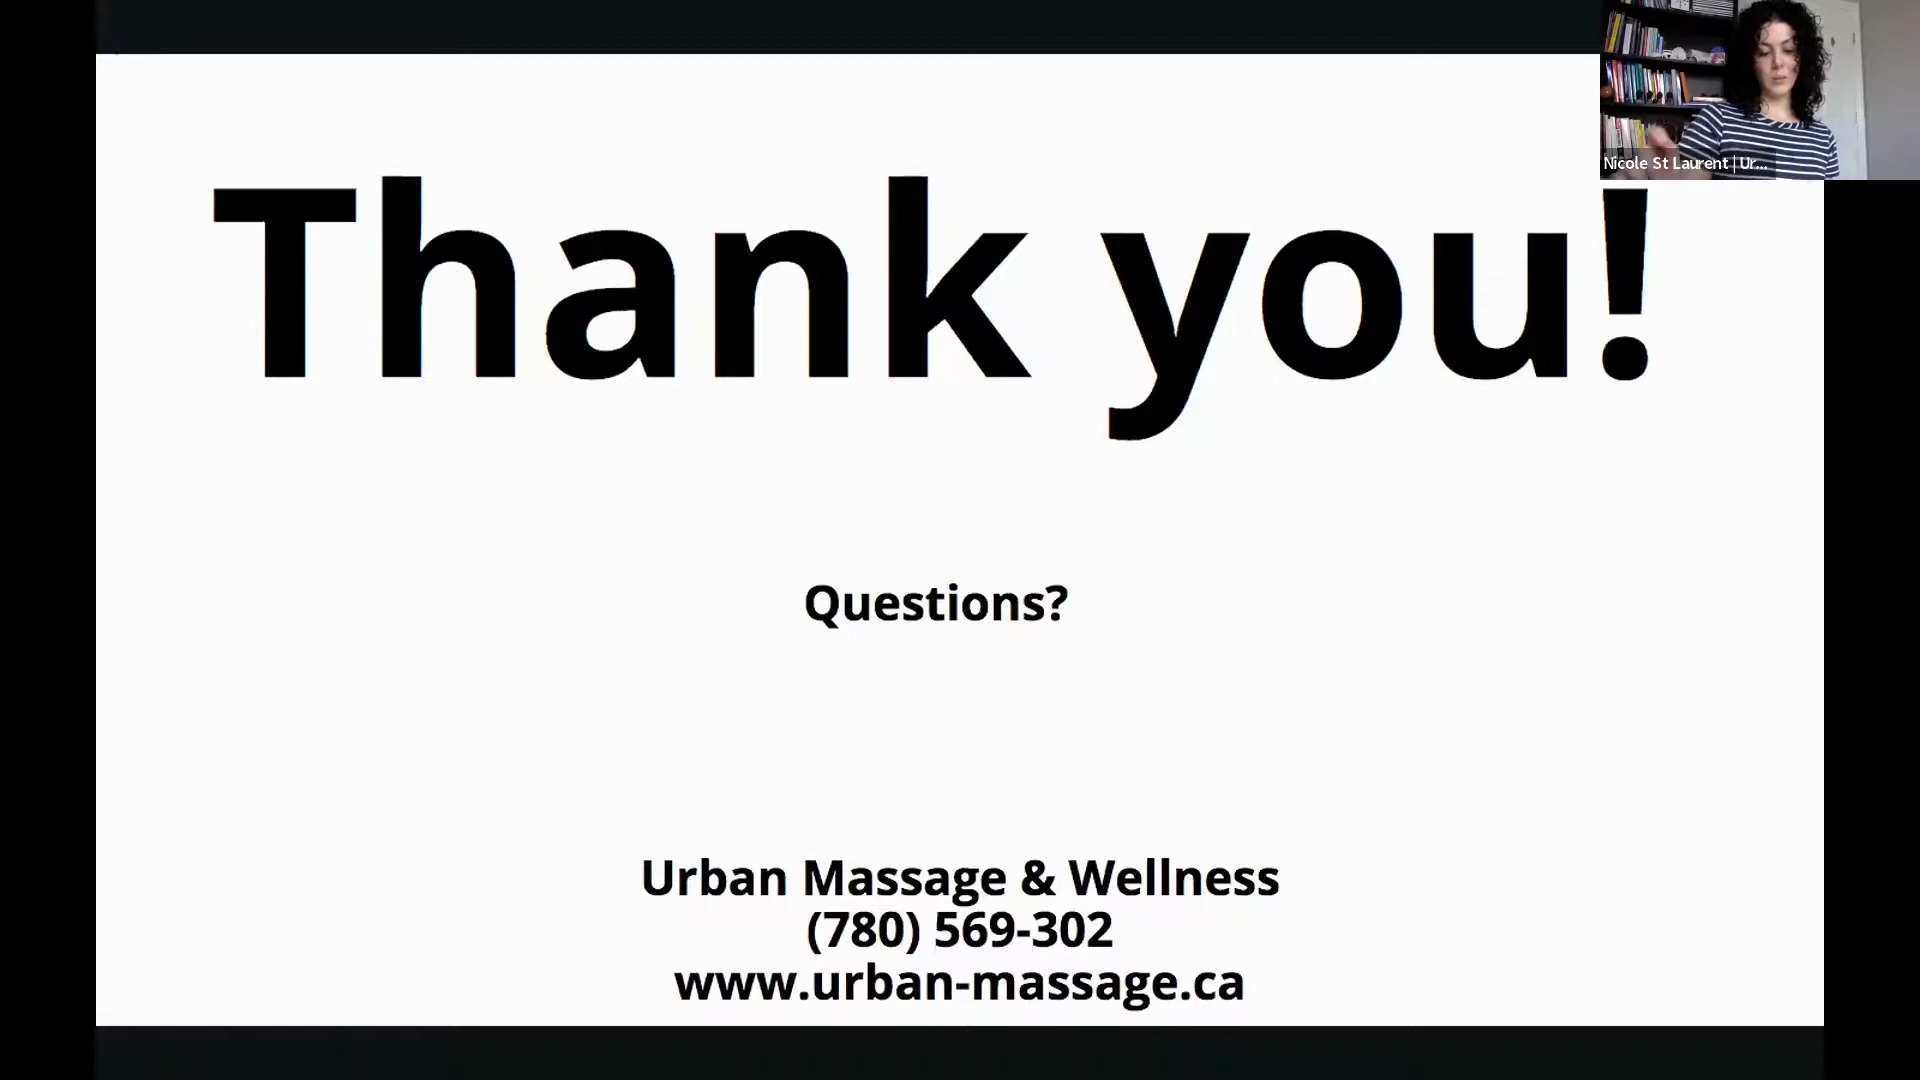 Nicole St Laurent | Ur...
Thank you!
Questions?
Urban Massage & Wellness
(780) 569-302
www.urban-massage.ca